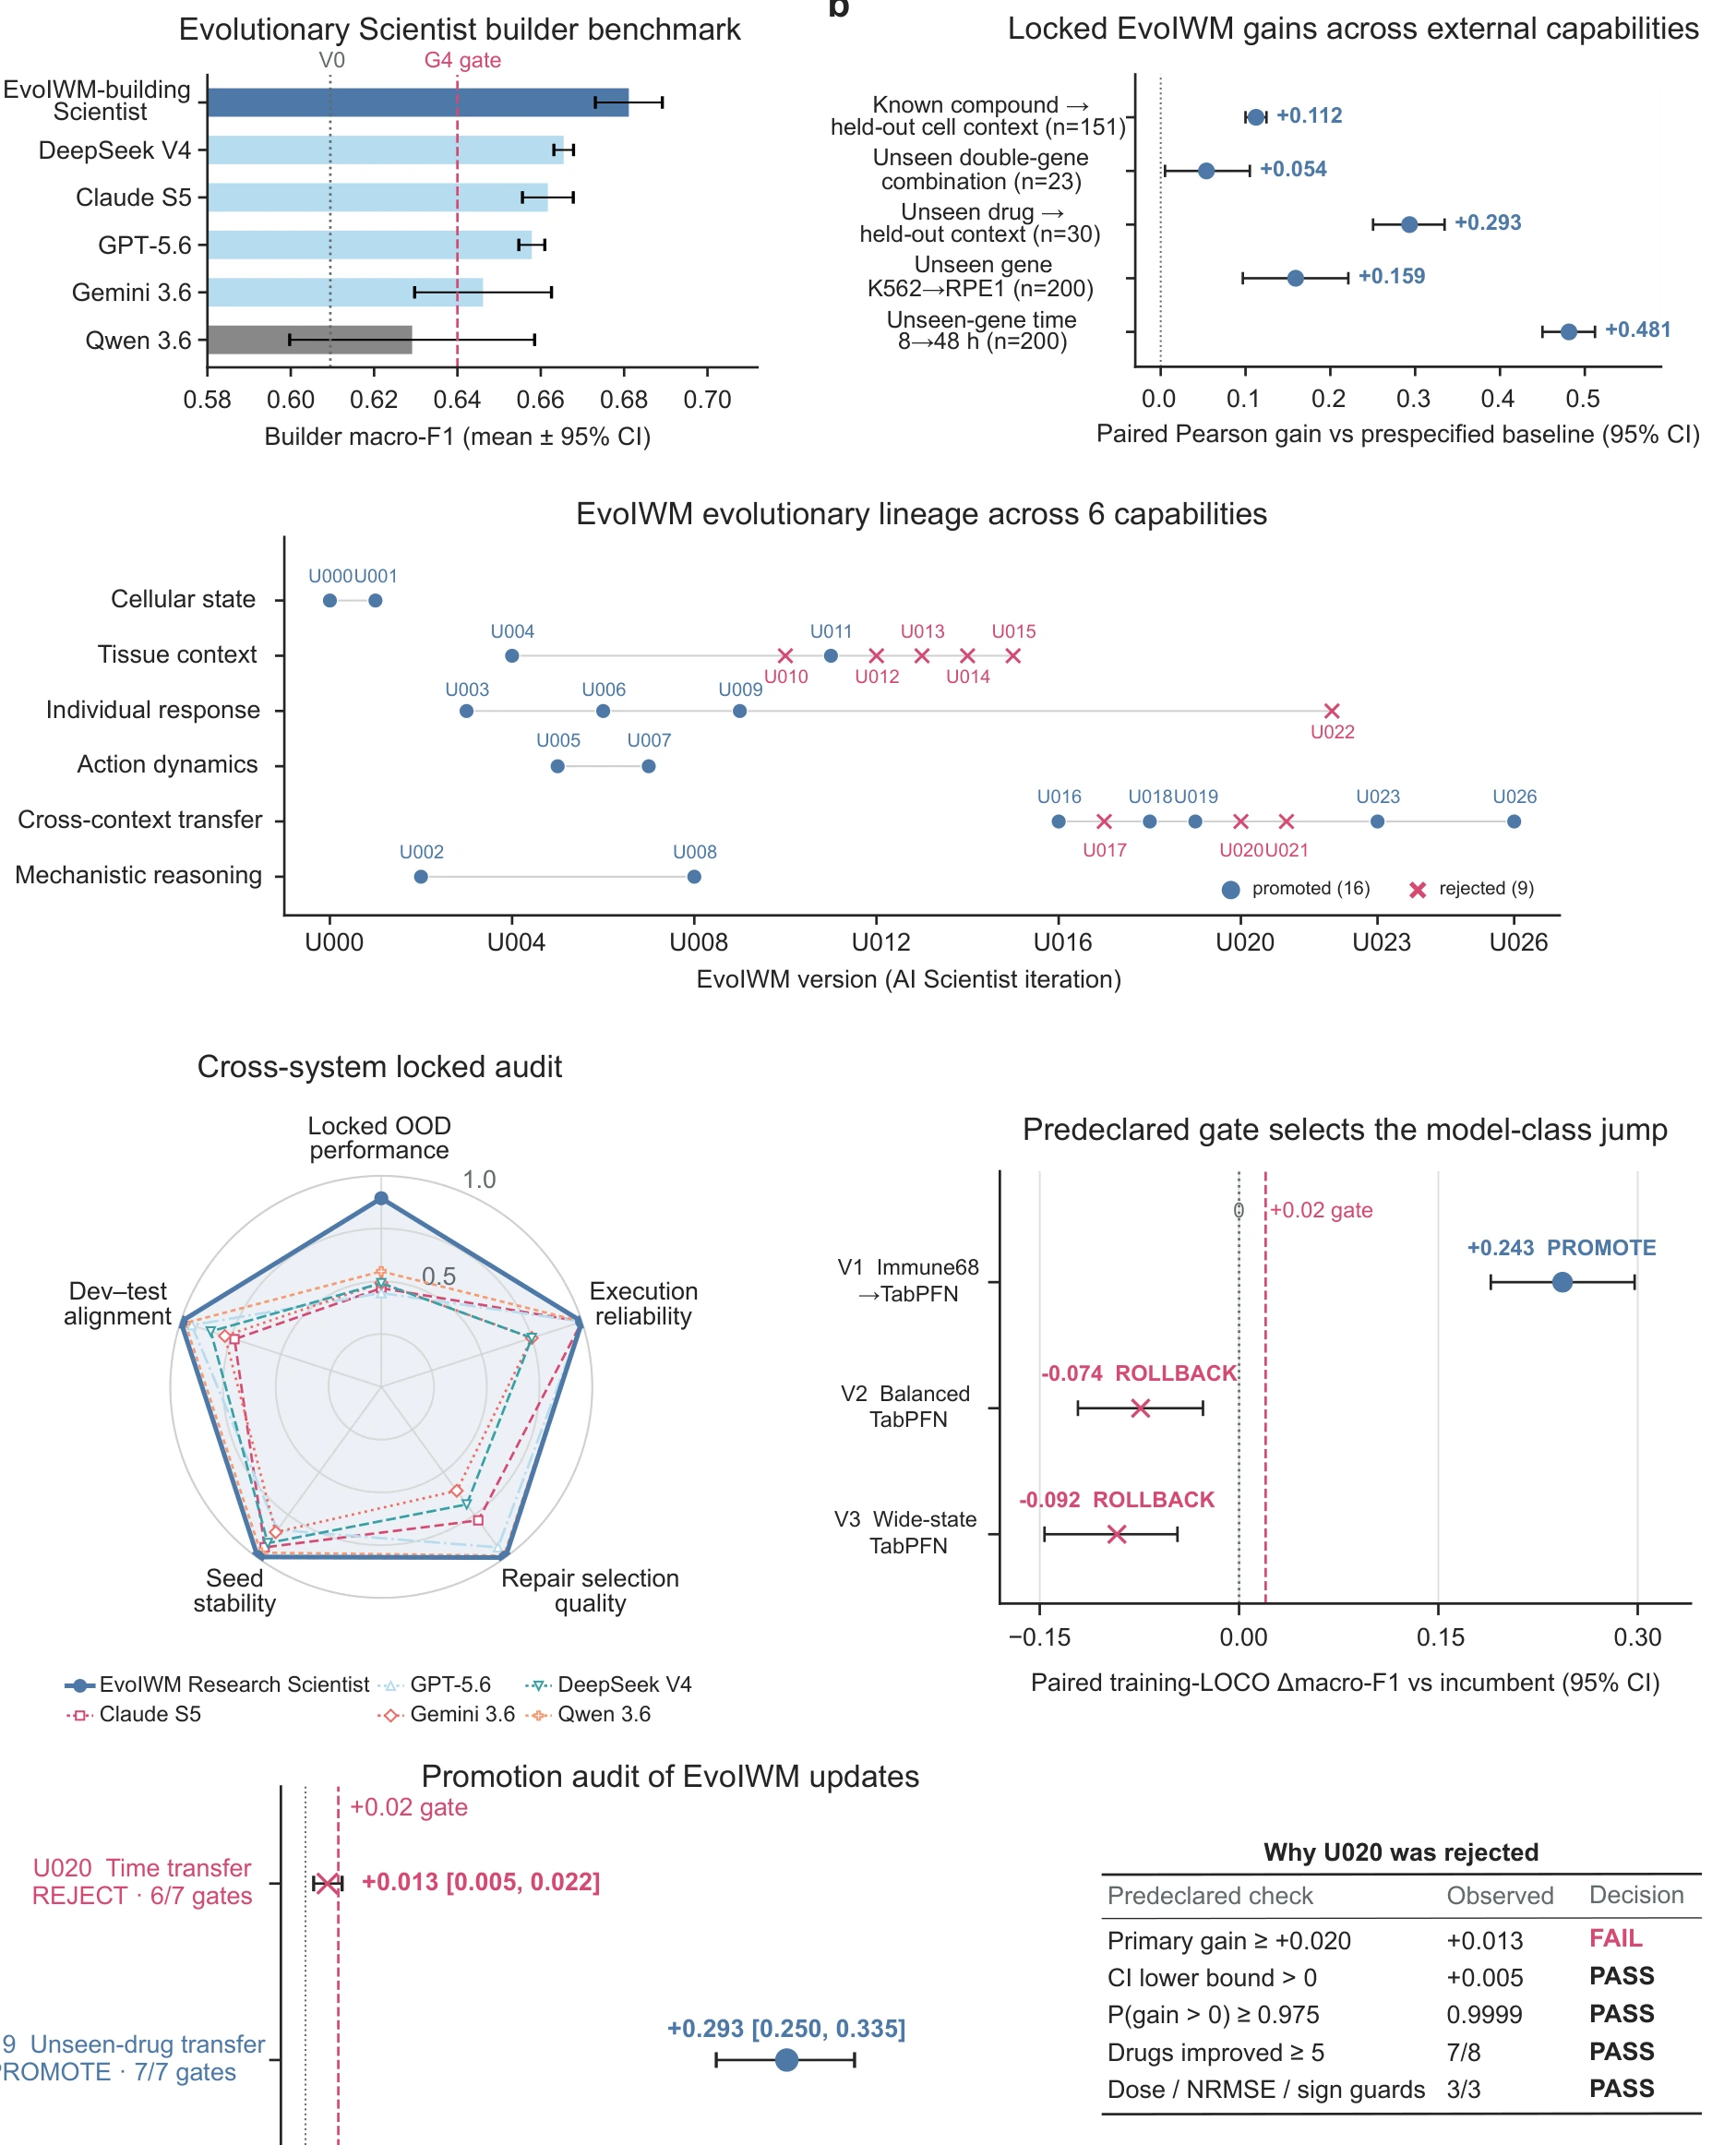 Evolutionary Scientist builder benchmark
V0
G4 gate
EvoIWM-building
Scientist
DeepSeek V4
Claude S5
GPT-5.6
Gemini 3.6
Qwen 3.6
0.58 0.60 0.62 0.64 0.66 0.68 0.70
Builder macro-F1 (mean ± 95% CI)
b
Locked EvoIWM gains across external capabilities
Known compound →
held-out cell context (n=151)
+0.112
Unseen double-gene
combination (n=23)
+0.054
Unseen drug →
held-out context (n=30)
+0.293
Unseen gene
K562→RPE1 (n=200)
+0.159
Unseen-gene time
8→48 h (n=200)
+0.481
0.0 0.1 0.2 0.3 0.4 0.5
Paired Pearson gain vs prespecified baseline (95% CI)
EvoIWM evolutionary lineage across 6 capabilities
U000 U001
Cellular state
U004 U011 U013 U015
Tissue context
U010 U012 U014
U003 U006 U009
Individual response
U022
U005 U007
Action dynamics
U016 U018 U019 U023 U026
Cross-context transfer
U017 U020 U021
U002 U008
Mechanistic reasoning
promoted (16) rejected (9)
U000 U004 U008 U012 U016 U020 U023 U026
EvoIWM version (AI Scientist iteration)
Cross-system locked audit
Locked OOD
performance
1.0
0.5
Dev–test
alignment
Execution
reliability
Seed
stability
Repair selection
quality
EvoIWM Research Scientist GPT-5.6 DeepSeek V4
Claude S5 Gemini 3.6 Qwen 3.6
Predeclared gate selects the model-class jump
0 +0.02 gate
+0.243 PROMOTE
V1 Immune68
→TabPFN
-0.074 ROLLBACK
V2 Balanced
TabPFN
-0.092 ROLLBACK
V3 Wide-state
TabPFN
−0.15 0.00 0.15 0.30
Paired training-LOCO Δmacro-F1 vs incumbent (95% CI)
Promotion audit of EvoIWM updates
+0.02 gate
U020 Time transfer
REJECT · 6/7 gates
+0.013 [0.005, 0.022]
+0.293 [0.250, 0.335]
9 Unseen-drug transfer
PROMOTE · 7/7 gates
Why U020 was rejected
Predeclared check Observed Decision
Primary gain ≥ +0.020 +0.013 FAIL
CI lower bound > 0 +0.005 PASS
P(gain > 0) ≥ 0.975 0.9999 PASS
Drugs improved ≥ 5 7/8 PASS
Dose / NRMSE / sign guards 3/3 PASS